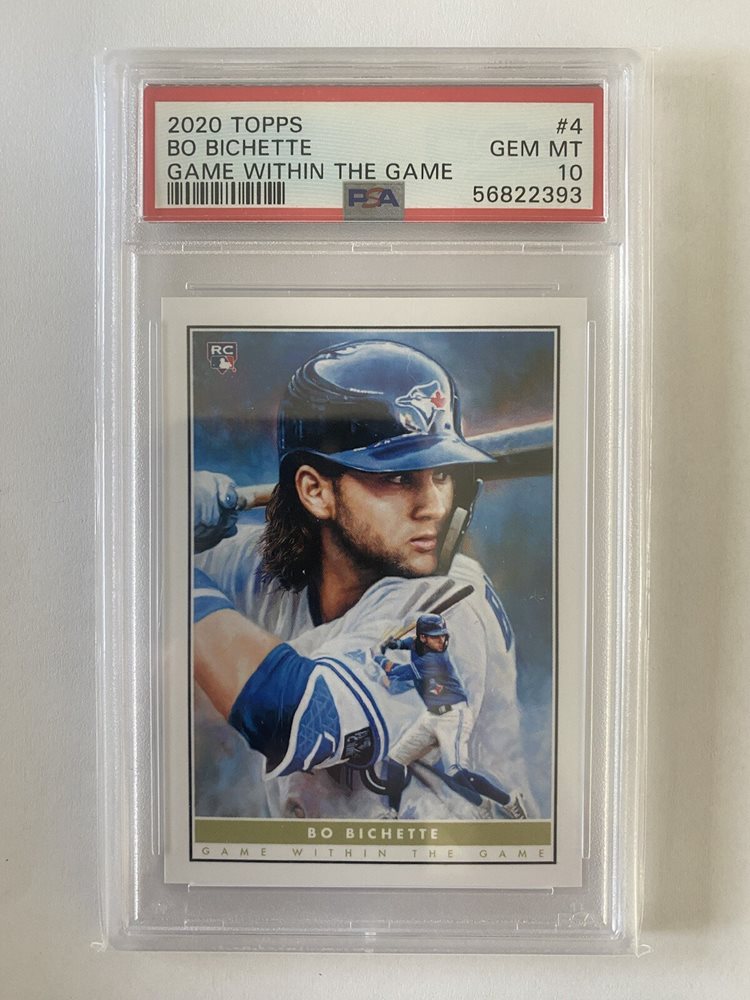 2020 TOPPS #4
BO BICHETTE GEM MT
GAME WITHIN THE GAME 10
PSA 56822393
RC
BO BICHETTE
GAME WITHIN THE GAME